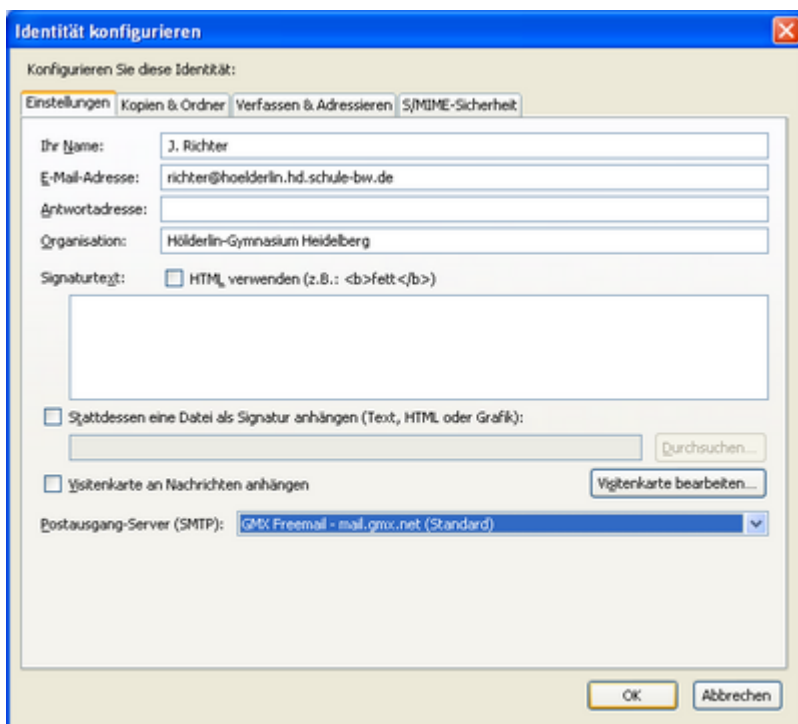 Identität konfigurieren
Konfigurieren Sie diese Identität:
Einstellungen Kopien & Ordner Verfassen & Adressieren S/MIME-Sicherheit
Ihr Name: J. Richter
E-Mail-Adresse: richter@hoelderlin.hd.schule-bw.de
Antwortadresse:
Organisation: Hölderlin-Gymnasium Heidelberg
Signaturtext: HTML verwenden (z.B.: <b>fett</b>)
Stattdessen eine Datei als Signatur anhängen (Text, HTML oder Grafik):
Durchsuchen...
Visitenkarte an Nachrichten anhängen Visitenkarte bearbeiten...
Postausgang-Server (SMTP): GMX Freemail - mail.gmx.net (Standard)
OK Abbrechen